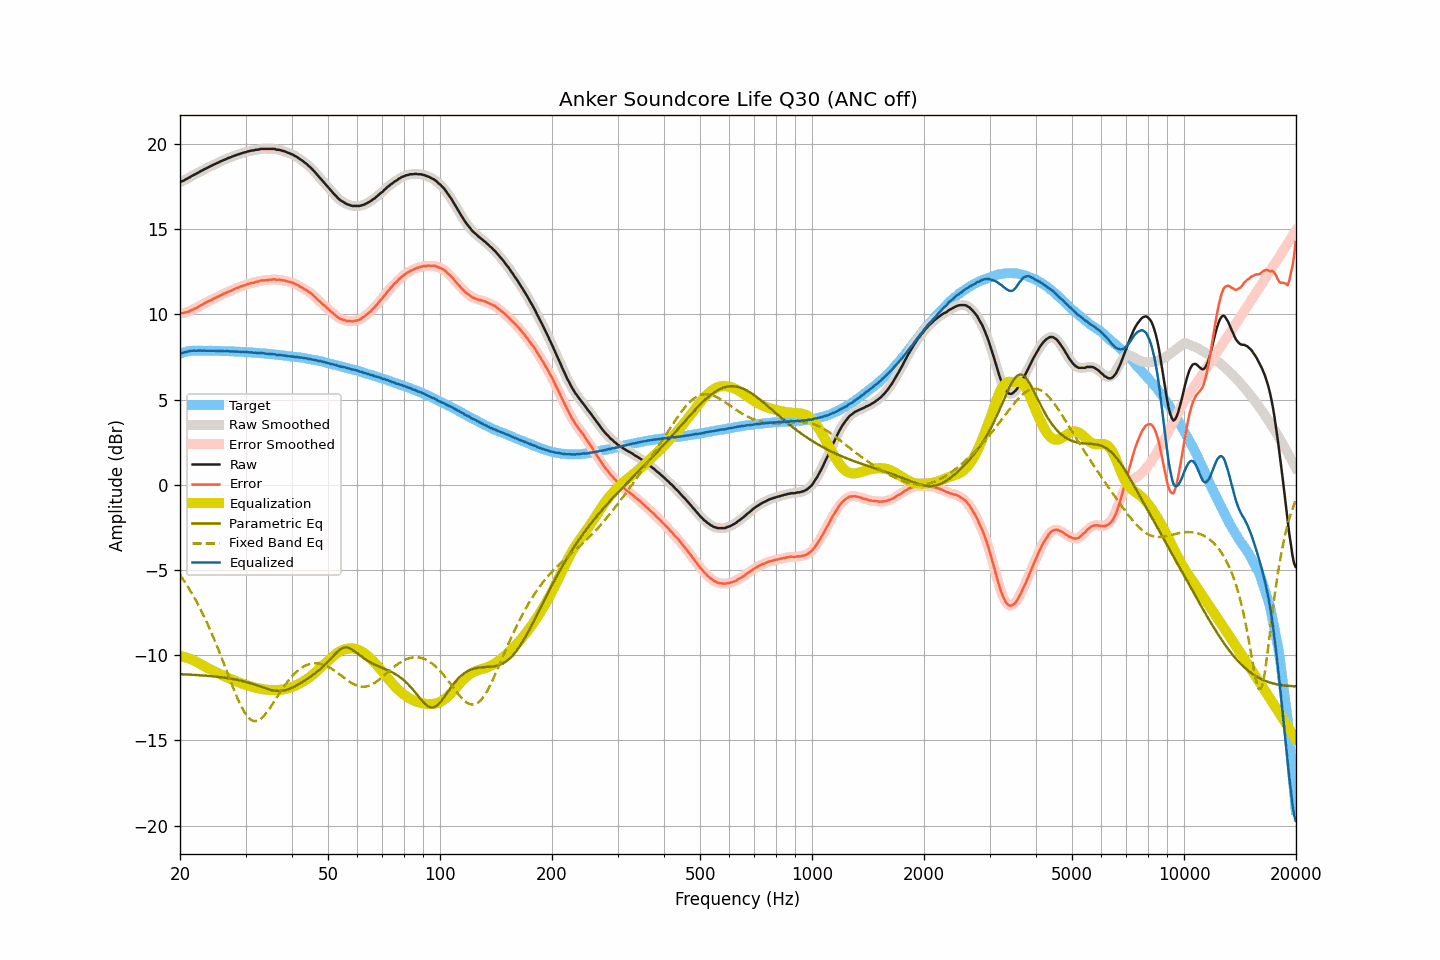 Anker Soundcore Life Q30 (ANC off)
20
15
10
5
0
−5
−10
−15
−20
Amplitude (dBr)
Target
Raw Smoothed
Error Smoothed
Raw
Error
Equalization
Parametric Eq
Fixed Band Eq
Equalized
20 50 100 200 500 1000 2000 5000 10000 20000
Frequency (Hz)